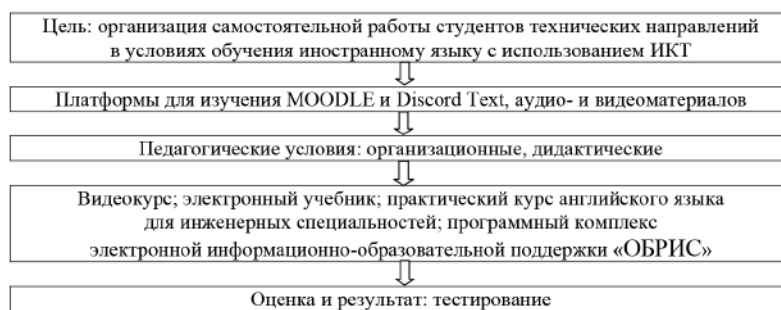 Цель: организация самостоятельной работы студентов технических направлений
в условиях обучения иностранному языку с использованием ИКТ
Платформы для изучения MOODLE и Discord Text, аудио- и видеоматериалов
Педагогические условия: организационные, дидактические
Видеокурс; электронный учебник; практический курс английского языка
для инженерных специальностей; программный комплекс
электронной информационно-образовательной поддержки «ОБРИС»
Оценка и результат: тестирование